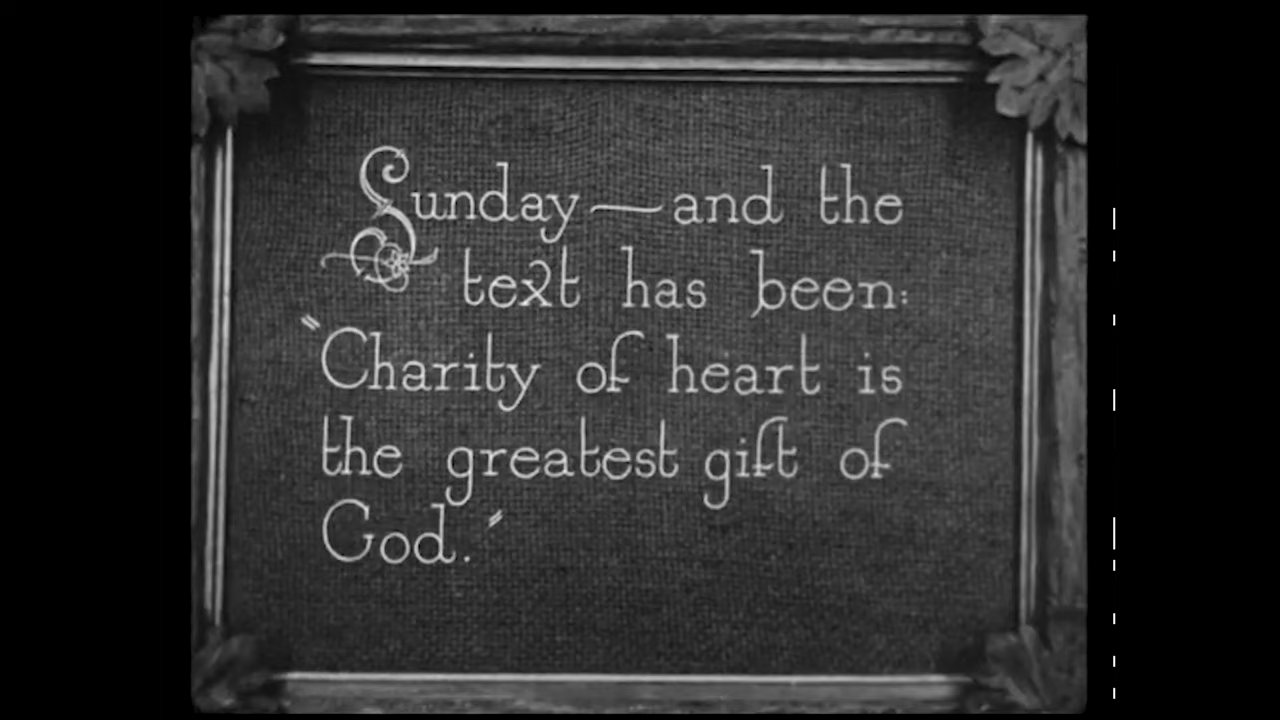 Sunday — and the
text has been:
"Charity of heart is
the greatest gift of
God."